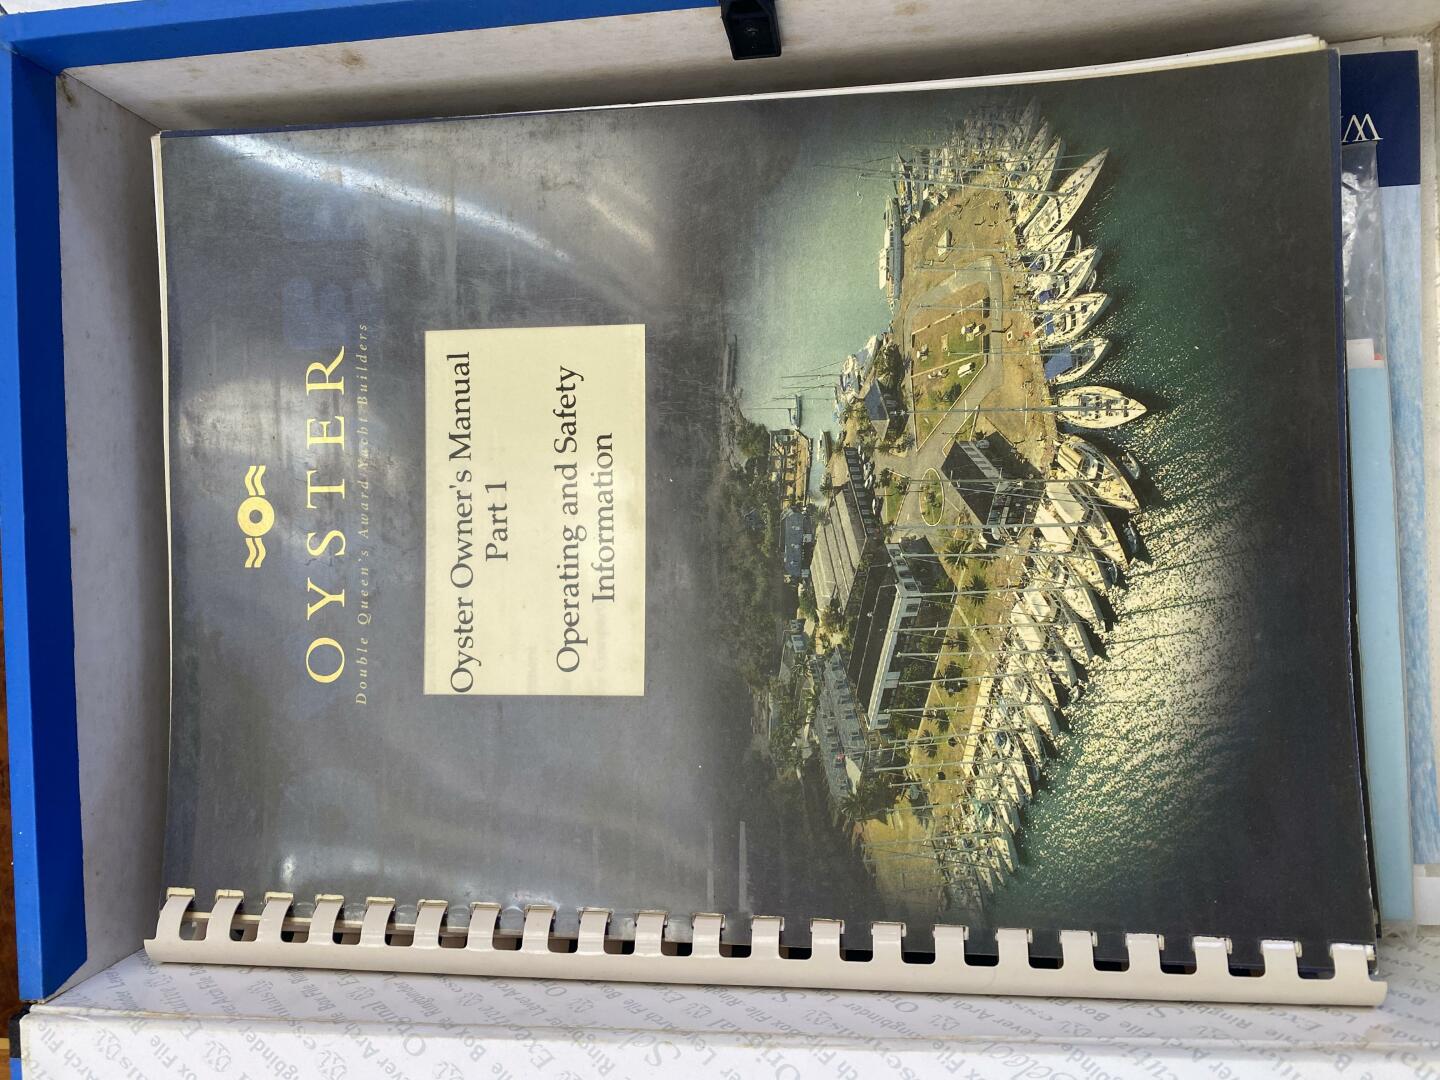 OYSTER
Double Queen's Award Yacht Builders
Oyster Owner's Manual
Part 1
Operating and Safety
Information